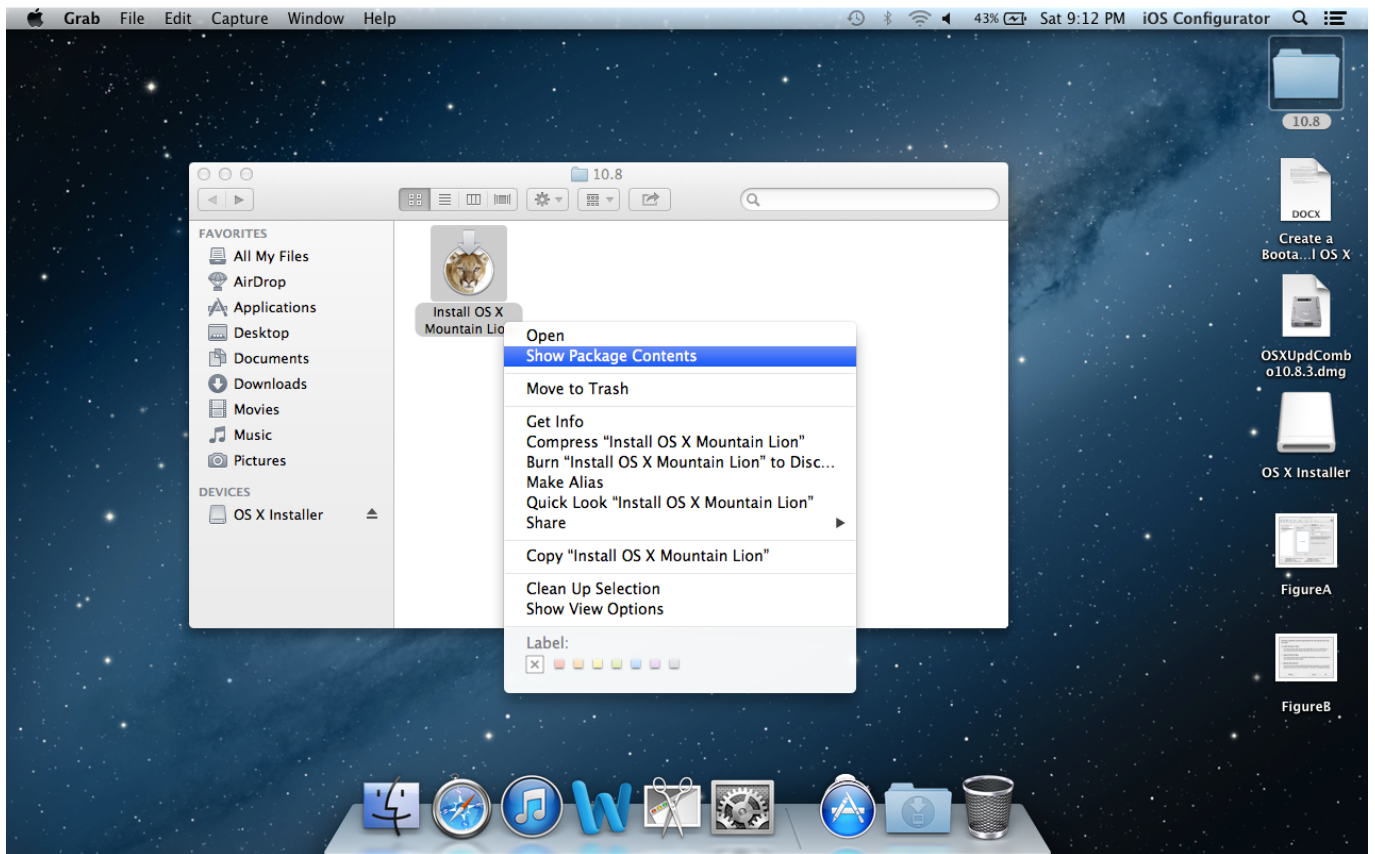 Grab File Edit Capture Window Help 43% Sat 9:12 PM iOS Configurator
10.8
DOCX
Create a
Boota...l OS X
OSXUpdComb
o10.8.3.dmg
OS X Installer
FigureA
FigureB
10.8
FAVORITES
All My Files
AirDrop
Applications
Desktop
Documents
Downloads
Movies
Music
Pictures
DEVICES
OS X Installer
Install OS X
Mountain Lio
Open
Show Package Contents
Move to Trash
Get Info
Compress “Install OS X Mountain Lion”
Burn “Install OS X Mountain Lion” to Disc...
Make Alias
Quick Look “Install OS X Mountain Lion”
Share
Copy “Install OS X Mountain Lion”
Clean Up Selection
Show View Options
Label: